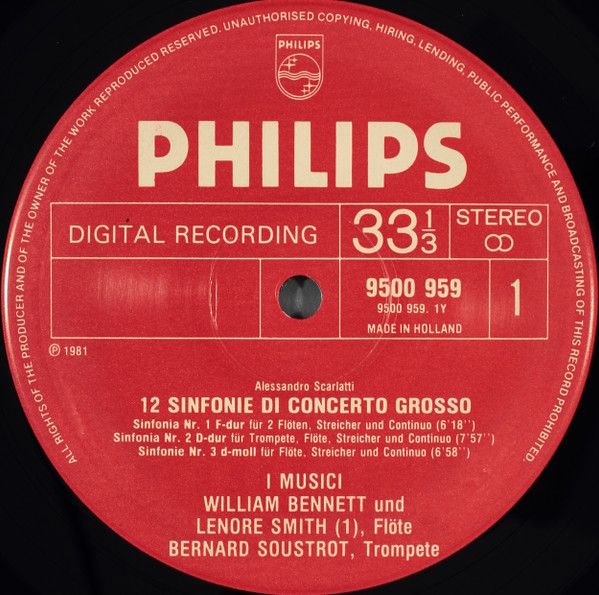 ALL RIGHTS OF THE PRODUCER AND OF THE OWNER OF THE WORK REPRODUCED RESERVED. UNAUTHORISED COPYING, HIRING, LENDING, PUBLIC PERFORMANCE AND BROADCASTING OF THIS RECORD PROHIBITED.
PHILIPS
PHILIPS
DIGITAL RECORDING
33 1/3
STEREO
9500 959
9500 959. 1Y
MADE IN HOLLAND
1
℗ 1981
Alessandro Scarlatti
12 SINFONIE DI CONCERTO GROSSO
Sinfonia Nr. 1 F-dur für 2 Flöten, Streicher und Continuo (6'18'')
Sinfonia Nr. 2 D-dur für Trompete, Flöte, Streicher und Continuo (7'57'')
Sinfonie Nr. 3 d-moll für Flöte, Streicher und Continuo (6'58'')
I MUSICI
WILLIAM BENNETT und
LENORE SMITH (1), Flöte
BERNARD SOUSTROT, Trompete